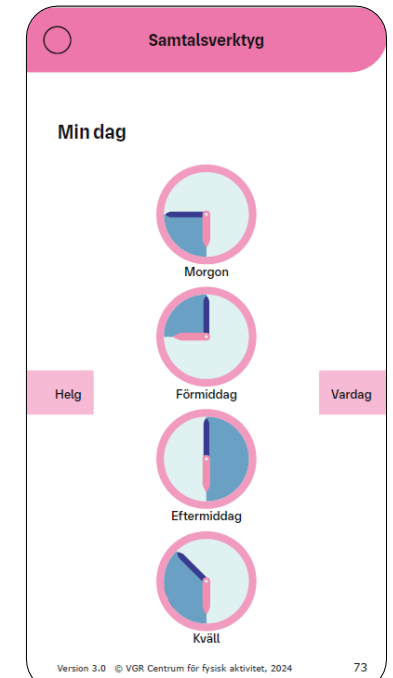 Samtalsverktyg
Min dag
Morgon
Förmiddag
Helg
Vardag
Eftermiddag
Kväll
Version 3.0 © VGR Centrum för fysisk aktivitet, 2024
73